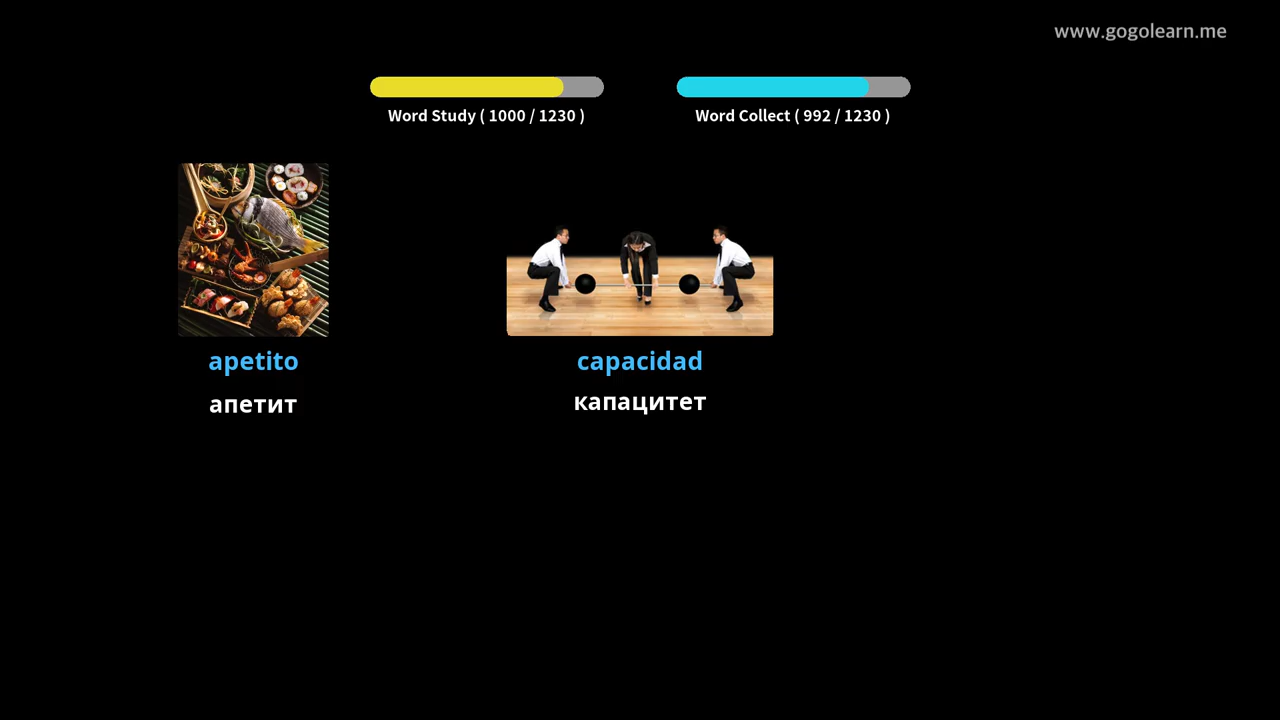 www.gogolearn.me
Word Study ( 1000 / 1230 )
Word Collect ( 992 / 1230 )
apetito
апетит
capacidad
капацитет